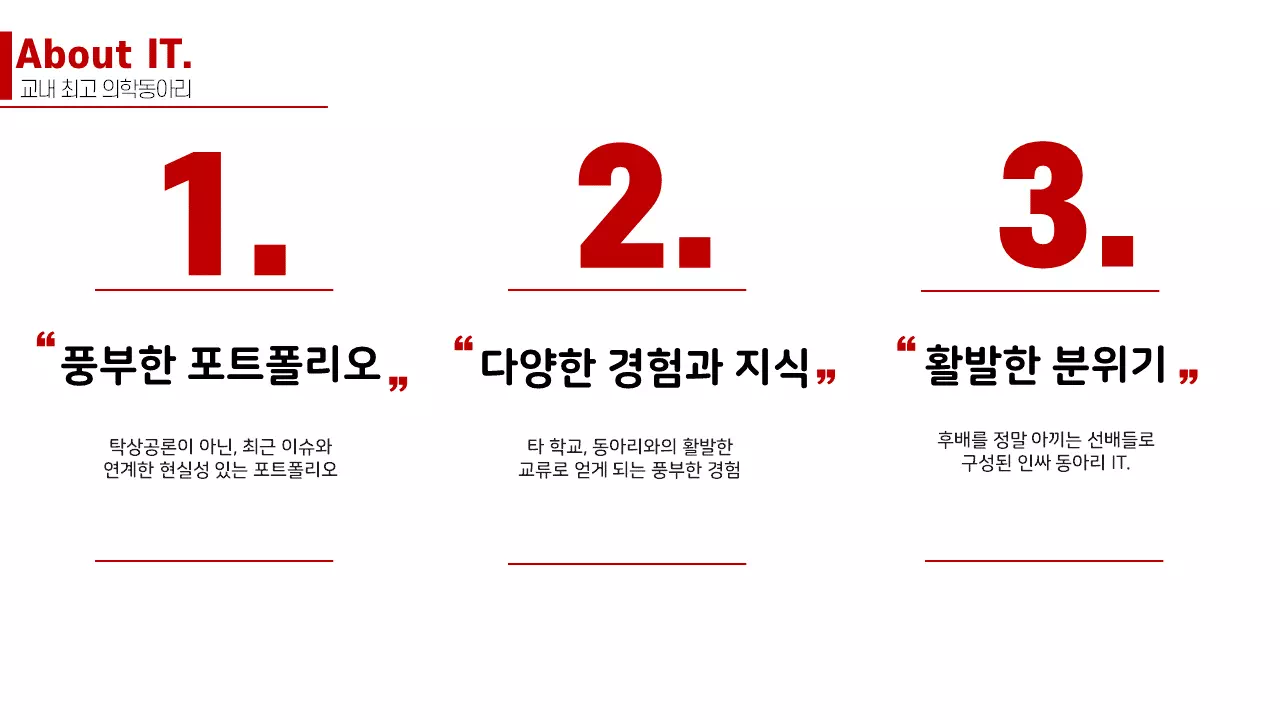 About IT.
교내 최고 의학동아리
1.
2.
3.
❝풍부한 포트폴리오❞
❝다양한 경험과 지식❞
❝활발한 분위기❞
탁상공론이 아닌, 최근 이슈와
연계한 현실성 있는 포트폴리오
타 학교, 동아리와의 활발한
교류로 얻게 되는 풍부한 경험
후배를 정말 아끼는 선배들로
구성된 인싸 동아리 IT.